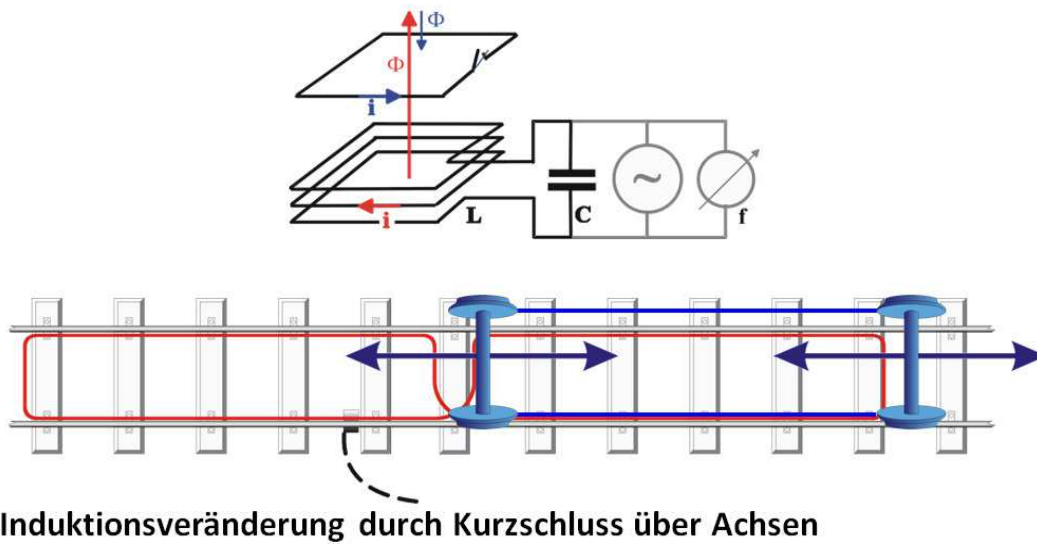 Φ
Φ
i
i
L
C
~
f
Induktionsveränderung durch Kurzschluss über Achsen